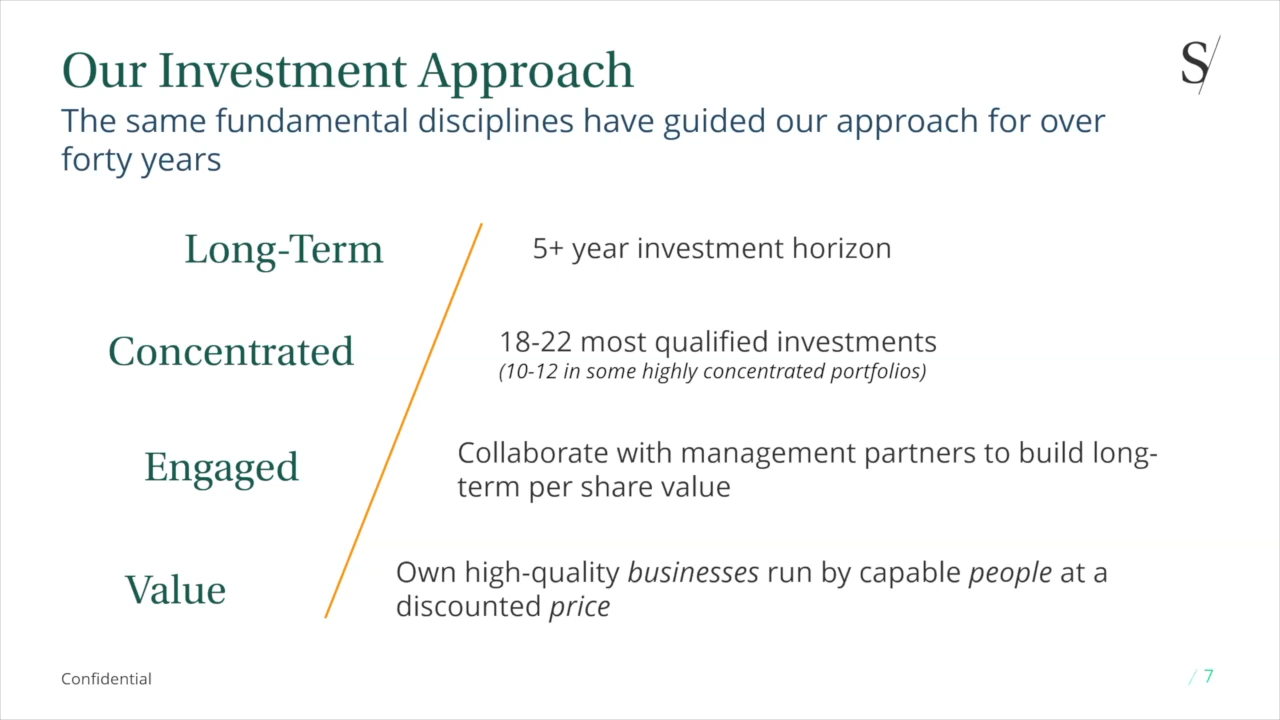 Our Investment Approach
S/
The same fundamental disciplines have guided our approach for over
forty years
Long-Term
5+ year investment horizon
Concentrated
18-22 most qualified investments
(10-12 in some highly concentrated portfolios)
Engaged
Collaborate with management partners to build long-
term per share value
Value
Own high-quality businesses run by capable people at a
discounted price
Confidential
/ 7